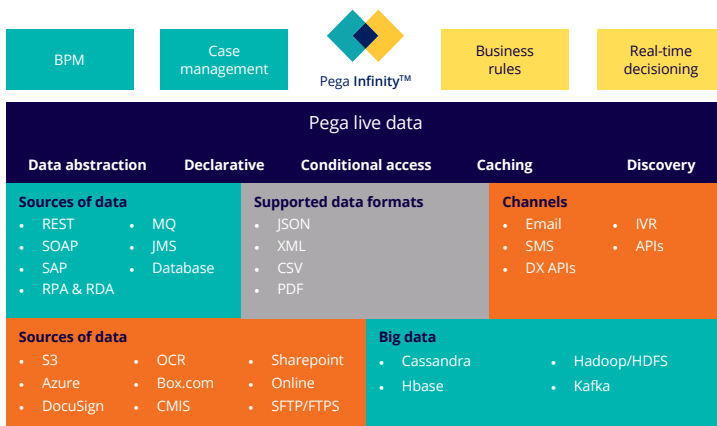 BPM
Case
management
Pega Infinity™
Business
rules
Real-time
decisioning
Pega live data
Data abstraction Declarative Conditional access Caching Discovery
Sources of data
• REST
• SOAP
• SAP
• RPA & RDA
• MQ
• JMS
• Database
Supported data formats
• JSON
• XML
• CSV
• PDF
Channels
• Email
• SMS
• DX APIs
• IVR
• APIs
Sources of data
• S3
• Azure
• DocuSign
• OCR
• Box.com
• CMIS
• Sharepoint
• Online
• SFTP/FTPS
Big data
• Cassandra
• Hbase
• Hadoop/HDFS
• Kafka